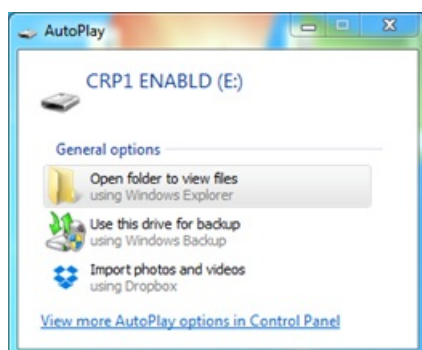 AutoPlay
CRP1 ENABLD (E:)
General options
Open folder to view files
using Windows Explorer
Use this drive for backup
using Windows Backup
Import photos and videos
using Dropbox
View more AutoPlay options in Control Panel